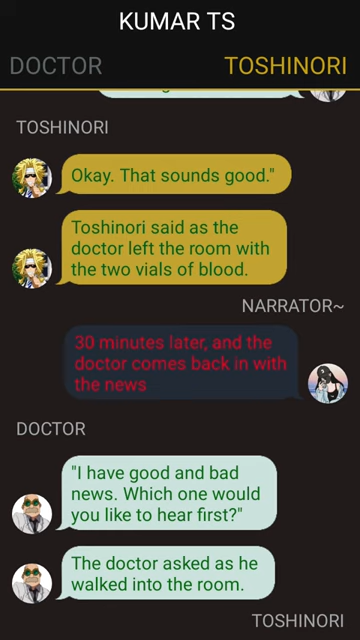 KUMAR TS
DOCTOR
TOSHINORI
TOSHINORI
Okay. That sounds good."
Toshinori said as the
doctor left the room with
the two vials of blood.
NARRATOR~
30 minutes later, and the
doctor comes back in with
the news
DOCTOR
"I have good and bad
news. Which one would
you like to hear first?"
The doctor asked as he
walked into the room.
TOSHINORI